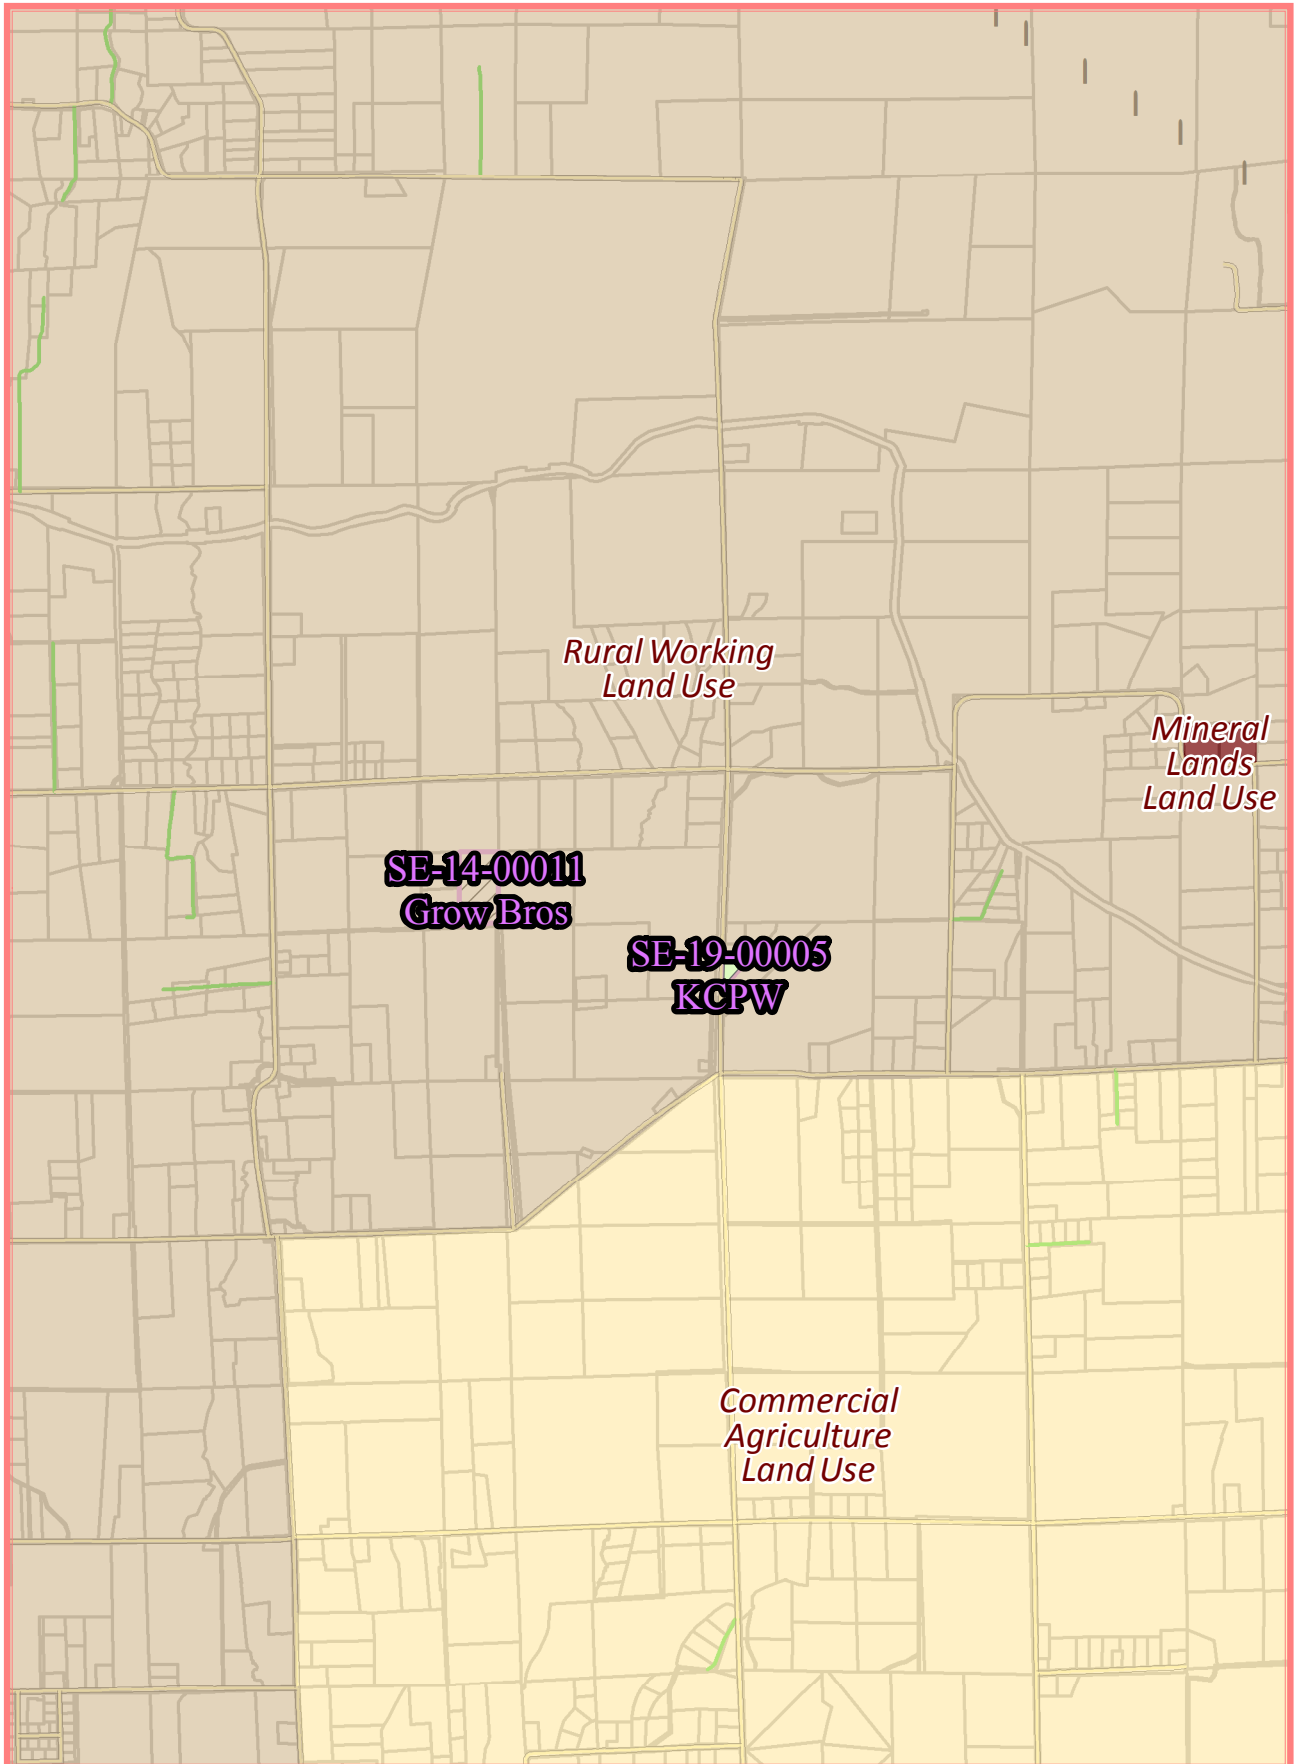 Rural Working
Land Use
Mineral
Lands
Land Use
SE-14-00011
Grow Bros
SE-19-00005
KCPW
Commercial
Agriculture
Land Use